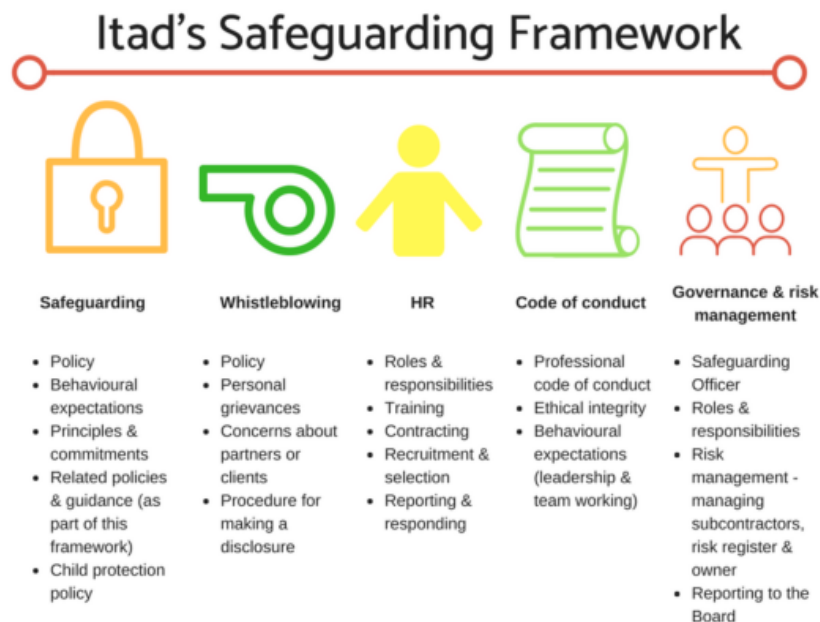 Itad's Safeguarding Framework
Safeguarding
Policy
Behavioural
expectations
Principles &
commitments
Related policies
& guidance (as
part of this
framework)
Child protection
policy
Whistleblowing
Policy
Personal
grievances
Concerns about
partners or
clients
Procedure for
making a
disclosure
HR
Roles &
responsibilities
Training
Contracting
Recruitment &
selection
Reporting &
responding
Code of conduct
Professional
code of conduct
Ethical integrity
Behavioural
expectations
(leadership &
team working)
Governance & risk
management
Safeguarding
Officer
Roles &
responsibilities
Risk
management -
managing
subcontractors,
risk register &
owner
Reporting to the
Board